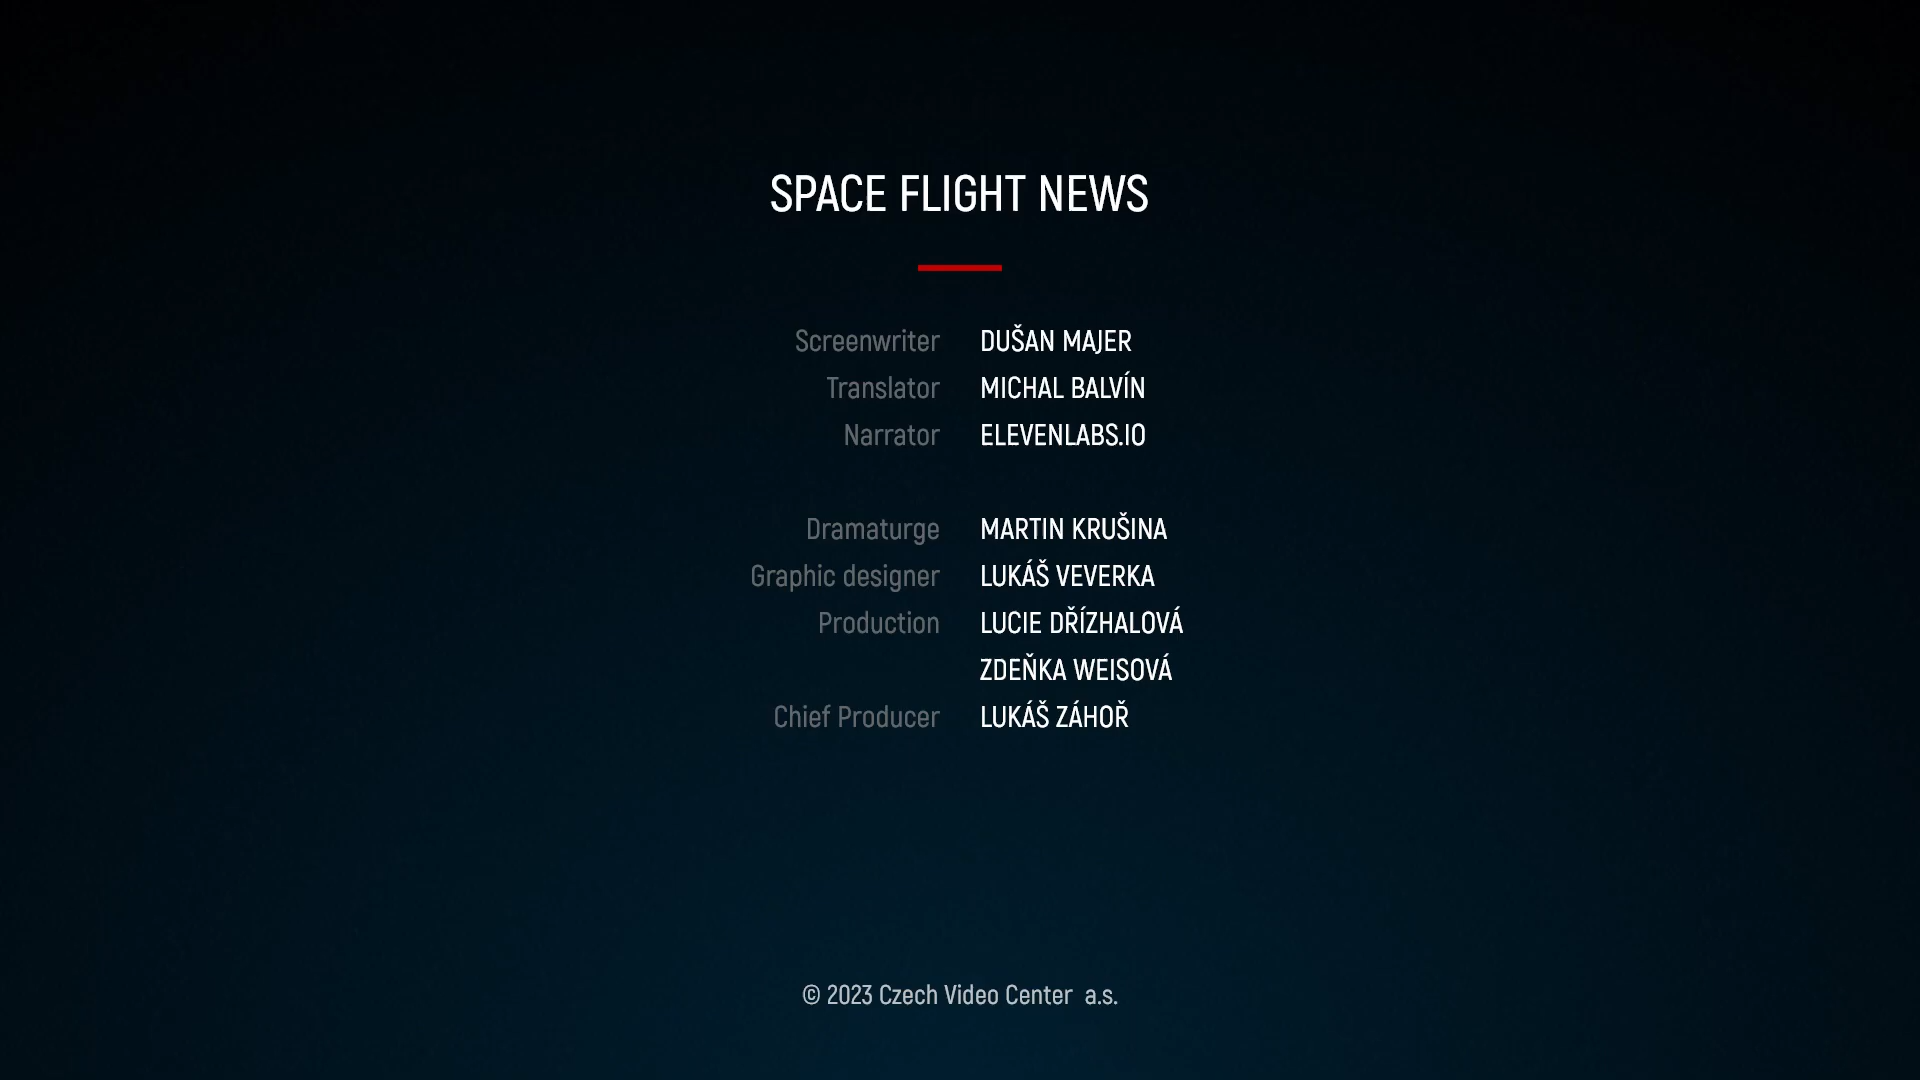 SPACE FLIGHT NEWS
Screenwriter DUŠAN MAJER
Translator MICHAL BALVÍN
Narrator ELEVENLABS.IO
Dramaturge MARTIN KRUŠINA
Graphic designer LUKÁŠ VEVERKA
Production LUCIE DŘÍZHALOVÁ
ZDEŇKA WEISOVÁ
Chief Producer LUKÁŠ ZÁHOŘ
© 2023 Czech Video Center a.s.